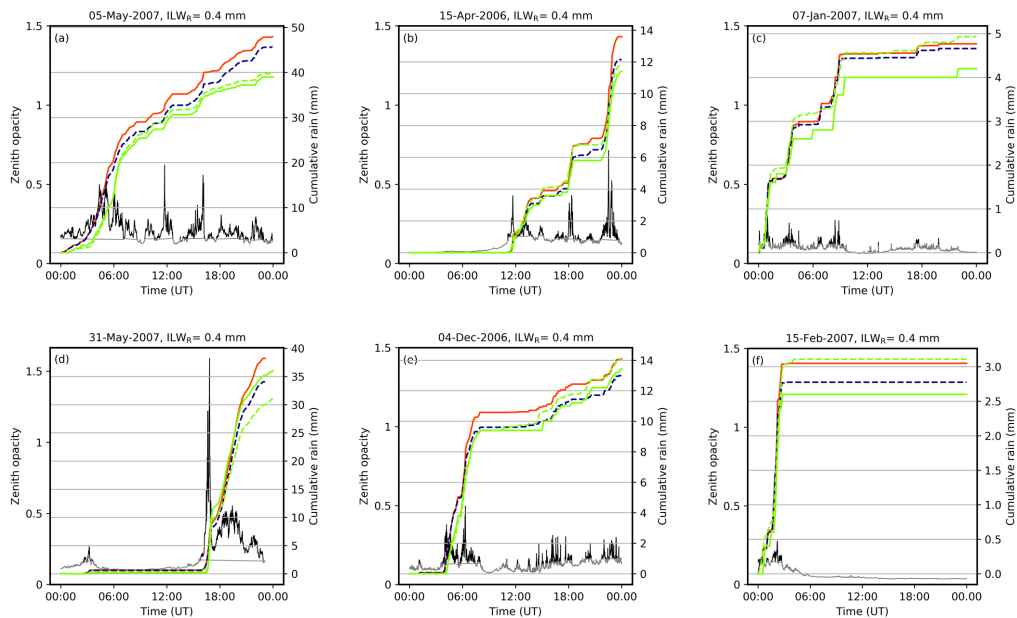 05-May-2007, ILWR= 0.4 mm
(a)
Zenith opacity
1.5
1
0.5
0
50
40
30
20
10
0
Cumulative rain (mm)
00:00 06:00 12:00 18:00 00:00
Time (UT)
15-Apr-2006, ILWR= 0.4 mm
(b)
Zenith opacity
1.5
1
0.5
0
14
12
10
8
6
4
2
0
Cumulative rain (mm)
00:00 06:00 12:00 18:00 00:00
Time (UT)
07-Jan-2007, ILWR= 0.4 mm
(c)
Zenith opacity
1.5
1
0.5
0
5
4
3
2
1
0
Cumulative rain (mm)
00:00 06:00 12:00 18:00 00:00
Time (UT)
31-May-2007, ILWR= 0.4 mm
(d)
Zenith opacity
1.5
1
0.5
0
40
35
30
25
20
15
10
5
0
Cumulative rain (mm)
00:00 06:00 12:00 18:00 00:00
Time (UT)
04-Dec-2006, ILWR= 0.4 mm
(e)
Zenith opacity
1.5
1
0.5
0
14
12
10
8
6
4
2
0
Cumulative rain (mm)
00:00 06:00 12:00 18:00 00:00
Time (UT)
15-Feb-2007, ILWR= 0.4 mm
(f)
Zenith opacity
1.5
1
0.5
0
3.0
2.5
2.0
1.5
1.0
0.5
0.0
Cumulative rain (mm)
00:00 06:00 12:00 18:00 00:00
Time (UT)